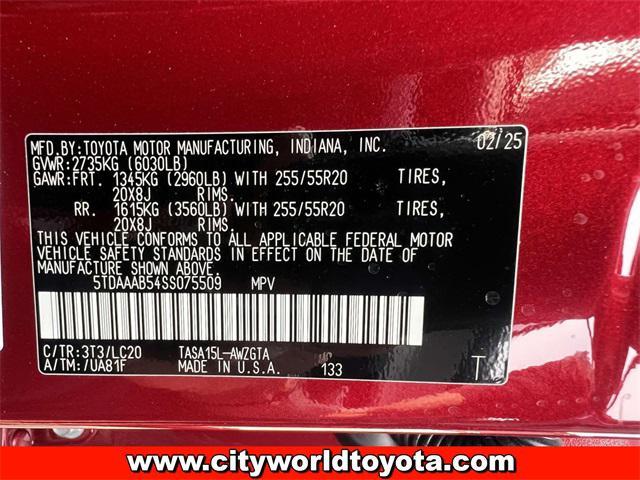 MFD.BY:TOYOTA MOTOR MANUFACTURING, INDIANA, INC. 02/25
GVWR:2735KG (6030LB)
GAWR:FRT. 1345KG (2960LB) WITH 255/55R20 TIRES,
20X8J RIMS.
RR. 1615KG (3560LB) WITH 255/55R20 TIRES,
20X8J RIMS.
THIS VEHICLE CONFORMS TO ALL APPLICABLE FEDERAL MOTOR
VEHICLE SAFETY STANDARDS IN EFFECT ON THE DATE OF
MANUFACTURE SHOWN ABOVE.
5TDAAAB54SS075509 MPV
C/TR:3T3/LC20 TASA15L-AWZGTA
A/TM:/UA81F MADE IN U.S.A. 133 T
www.cityworldtoyota.com